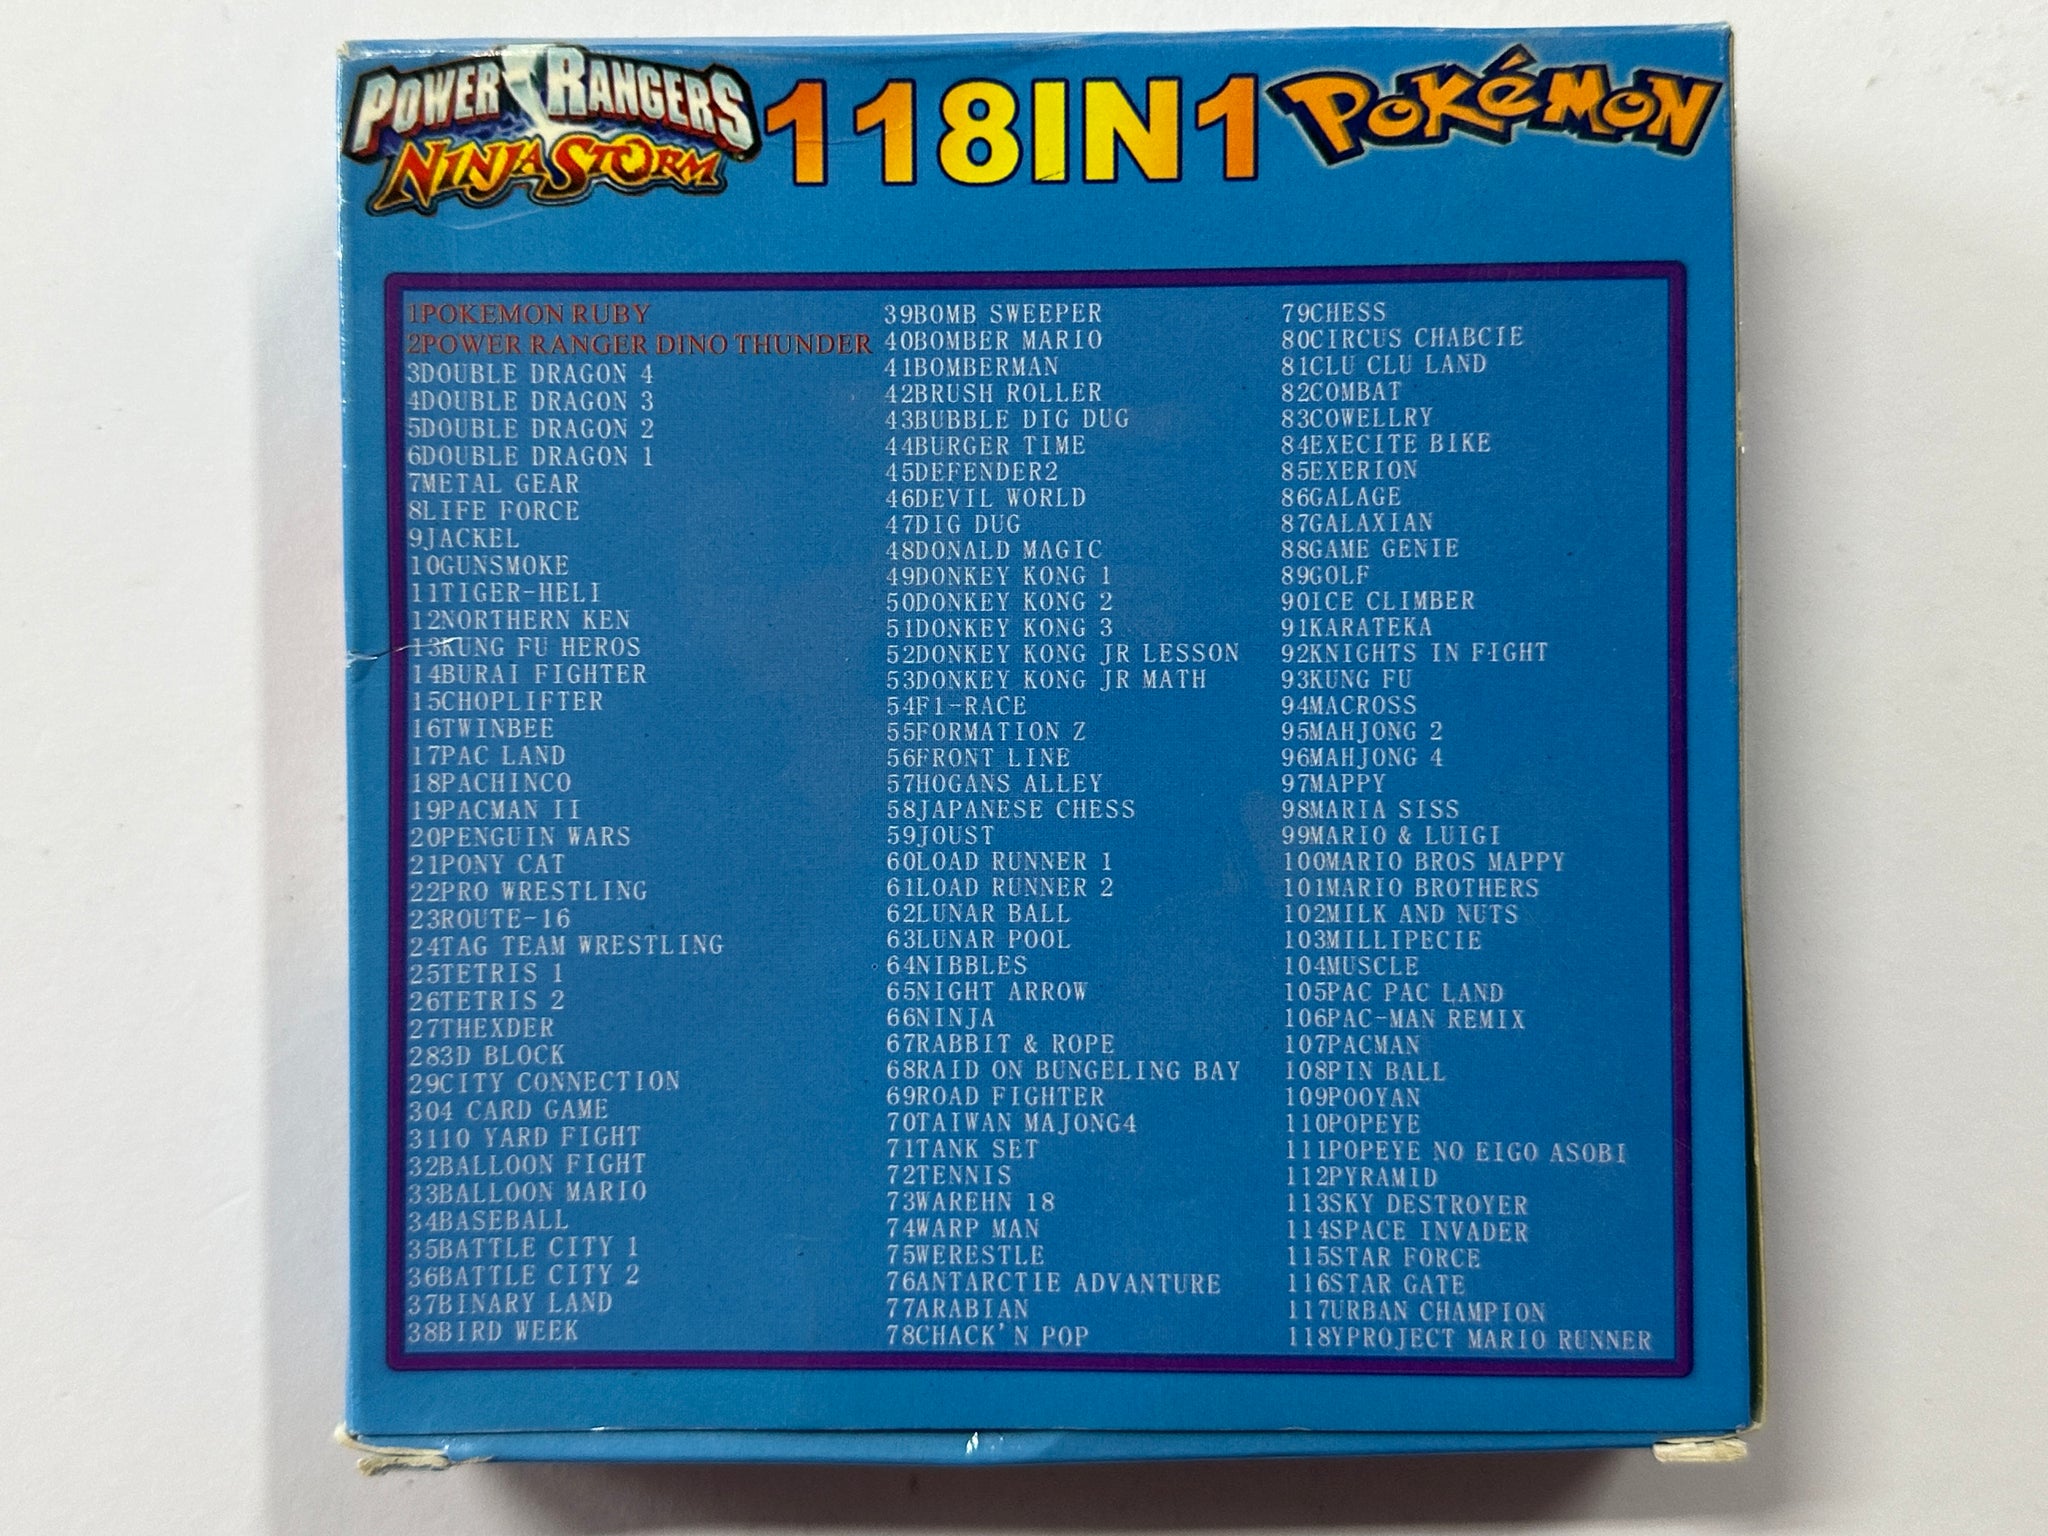 POWER RANGERS
NINJA STORM
118IN1
POKéMON
1POKEMON RUBY
2POWER RANGER DINO THUNDER
3DOUBLE DRAGON 4
4DOUBLE DRAGON 3
5DOUBLE DRAGON 2
6DOUBLE DRAGON 1
7METAL GEAR
8LIFE FORCE
9JACKEL
10GUNSMOKE
11TIGER-HELI
12NORTHERN KEN
13KUNG FU HEROS
14BURAI FIGHTER
15CHOPLIFTER
16TWINBEE
17PAC LAND
18PACHINCO
19PACMAN II
20PENGUIN WARS
21PONY CAT
22PRO WRESTLING
23ROUTE-16
24TAG TEAM WRESTLING
25TETRIS 1
26TETRIS 2
27THEXDER
283D BLOCK
29CITY CONNECTION
304 CARD GAME
3110 YARD FIGHT
32BALLOON FIGHT
33BALLOON MARIO
34BASEBALL
35BATTLE CITY 1
36BATTLE CITY 2
37BINARY LAND
38BIRD WEEK
39BOMB SWEEPER
40BOMBER MARIO
41BOMBERMAN
42BRUSH ROLLER
43BUBBLE DIG DUG
44BURGER TIME
45DEFENDER2
46DEVIL WORLD
47DIG DUG
48DONALD MAGIC
49DONKEY KONG 1
50DONKEY KONG 2
51DONKEY KONG 3
52DONKEY KONG JR LESSON
53DONKEY KONG JR MATH
54F1-RACE
55FORMATION Z
56FRONT LINE
57HOGANS ALLEY
58JAPANESE CHESS
59JOUST
60LOAD RUNNER 1
61LOAD RUNNER 2
62LUNAR BALL
63LUNAR POOL
64NIBBLES
65NIGHT ARROW
66NINJA
67RABBIT & ROPE
68RAID ON BUNGELING BAY
69ROAD FIGHTER
70TAIWAN MAJONG4
71TANK SET
72TENNIS
73WAREHN 18
74WARP MAN
75WERESTLE
76ANTARCTIE ADVANTURE
77ARABIAN
78CHACK'N POP
79CHESS
80CIRCUS CHABCIE
81CLU CLU LAND
82COMBAT
83COWELLRY
84EXECITE BIKE
85EXERION
86GALAGE
87GALAXIAN
88GAME GENIE
89GOLF
90ICE CLIMBER
91KARATEKA
92KNIGHTS IN FIGHT
93KUNG FU
94MACROSS
95MAHJONG 2
96MAHJONG 4
97MAPPY
98MARIA SISS
99MARIO & LUIGI
100MARIO BROS MAPPY
101MARIO BROTHERS
102MILK AND NUTS
103MILLIPECIE
104MUSCLE
105PAC PAC LAND
106PAC-MAN REMIX
107PACMAN
108PIN BALL
109POOYAN
110POPEYE
111POPEYE NO EIGO ASOBI
112PYRAMID
113SKY DESTROYER
114SPACE INVADER
115STAR FORCE
116STAR GATE
117URBAN CHAMPION
118YPROJECT MARIO RUNNER